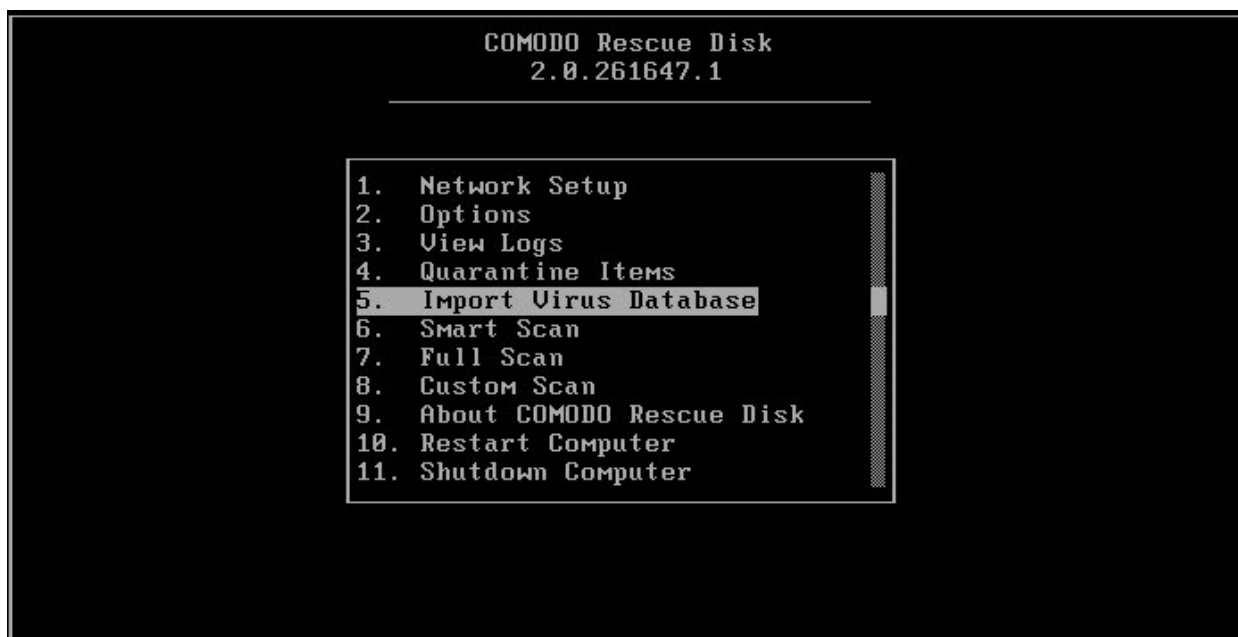 COMODO Rescue Disk
2.0.261647.1
1. Network Setup
2. Options
3. View Logs
4. Quarantine Items
5. Import Virus Database
6. Smart Scan
7. Full Scan
8. Custom Scan
9. About COMODO Rescue Disk
10. Restart Computer
11. Shutdown Computer